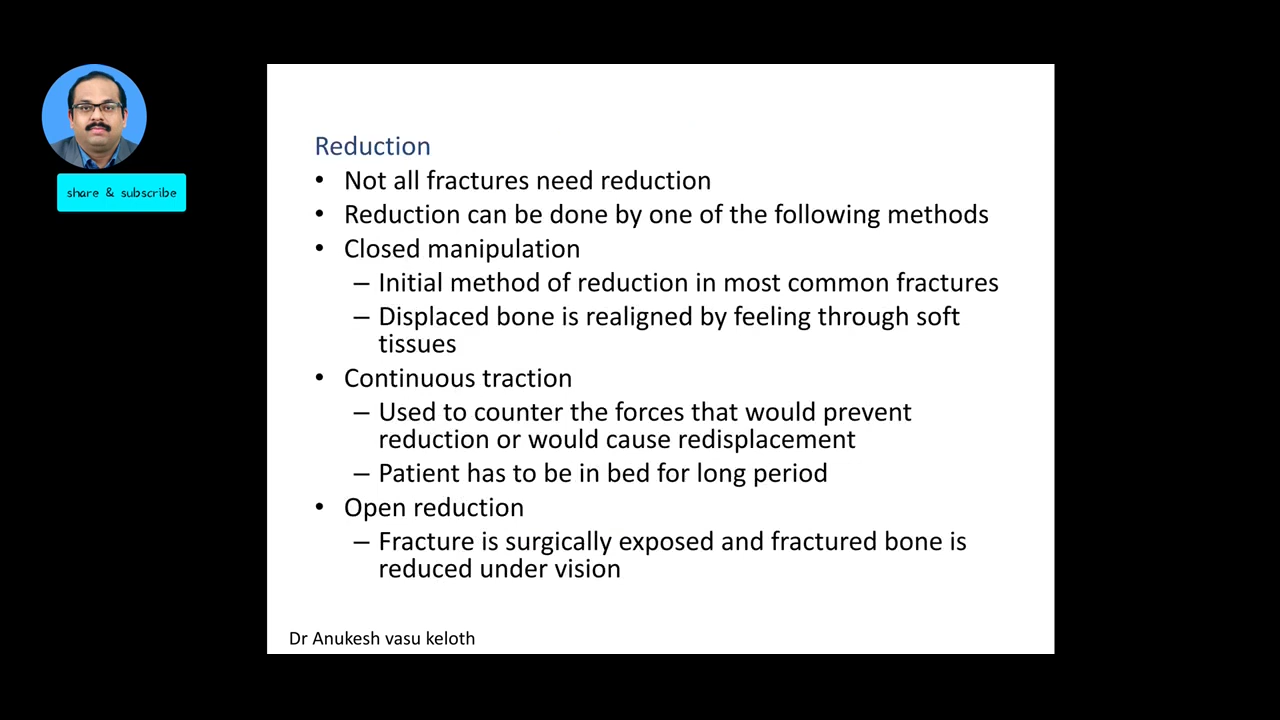 share & subscribe
Reduction
• Not all fractures need reduction
• Reduction can be done by one of the following methods
• Closed manipulation
– Initial method of reduction in most common fractures
– Displaced bone is realigned by feeling through soft
tissues
• Continuous traction
– Used to counter the forces that would prevent
reduction or would cause redisplacement
– Patient has to be in bed for long period
• Open reduction
– Fracture is surgically exposed and fractured bone is
reduced under vision
Dr Anukesh vasu keloth